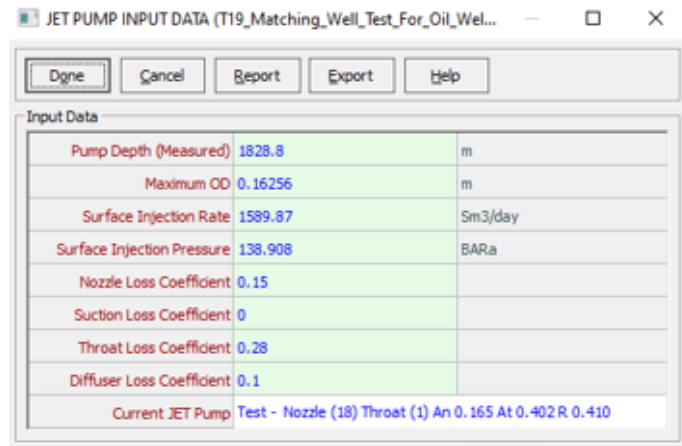 JET PUMP INPUT DATA (T19_Matching_Well_Test_For_Oil_Wel...
Done Cancel Report Export Help
Input Data
Pump Depth (Measured) 1828.8 m
Maximum OD 0.16256 m
Surface Injection Rate 1589.87 Sm3/day
Surface Injection Pressure 138.908 BARa
Nozzle Loss Coefficient 0.15
Suction Loss Coefficient 0
Throat Loss Coefficient 0.28
Diffuser Loss Coefficient 0.1
Current JET Pump Test - Nozzle (18) Throat (1) An 0.165 At 0.402 R 0.410